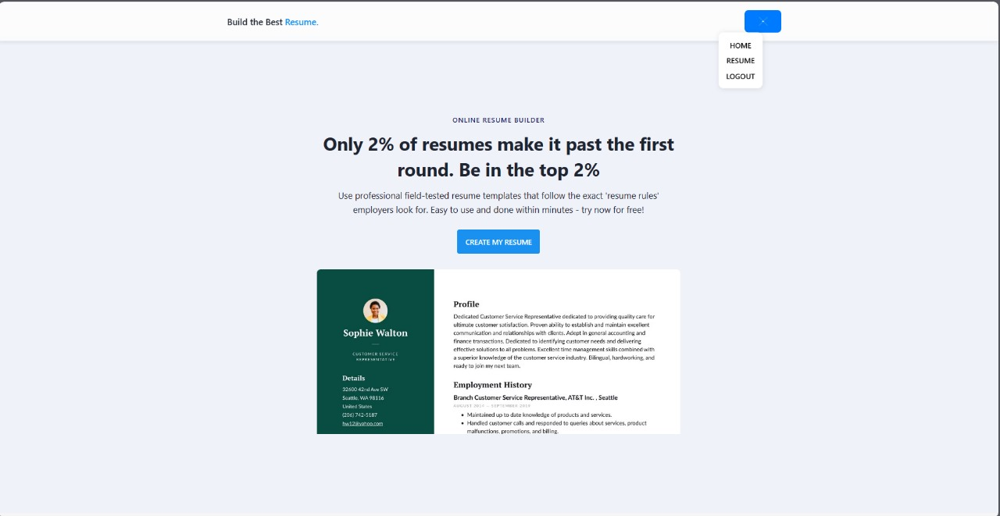 Build the Best Resume.
HOME
RESUME
LOGOUT
ONLINE RESUME BUILDER
Only 2% of resumes make it past the first
round. Be in the top 2%
Use professional field-tested resume templates that follow the exact 'resume rules'
employers look for. Easy to use and done within minutes - try now for free!
CREATE MY RESUME
Sophie Walton
CUSTOMER SERVICE
REPRESENTATIVE
Details
32600 42nd Ave SW
Seattle, WA 98116
United States
(206) 742-5187
hw12@yahoo.com
Profile
Dedicated Customer Service Representative dedicated to providing quality care for
ultimate customer satisfaction. Proven ability to establish and maintain excellent
communication and relationships with clients. Adept in general accounting and
finance transactions. Dedicated to identifying customer needs and delivering
effective solutions to all problems. Excellent time management skills combined with
a superior knowledge of the customer service industry. Bilingual, hardworking, and
ready to join my next team.
Employment History
Branch Customer Service Representative, AT&T Inc. , Seattle
AUGUST 2014 — SEPTEMBER 2019
• Maintained up to date knowledge of products and services.
• Handled customer calls and responded to queries about services, product
malfunctions, promotions, and billing.